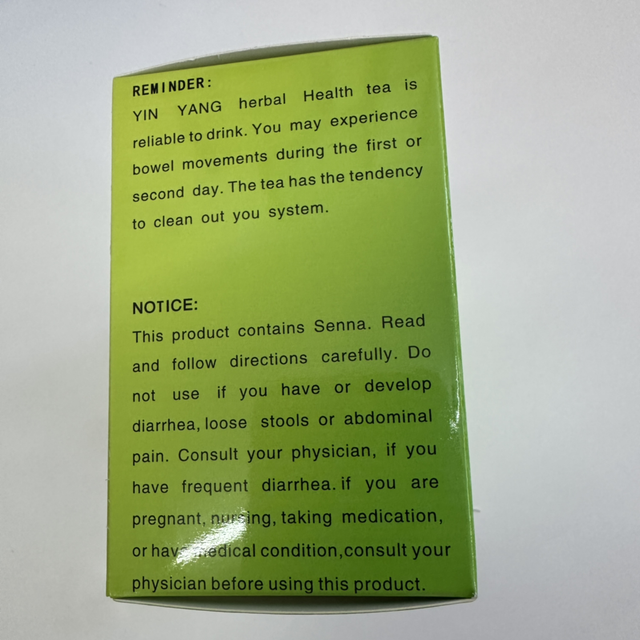 REMINDER:
YIN YANG herbal Health tea is
reliable to drink. You may experience
bowel movements during the first or
second day. The tea has the tendency
to clean out you system.
NOTICE:
This product contains Senna. Read
and follow directions carefully. Do
not use if you have or develop
diarrhea, loose stools or abdominal
pain. Consult your physician, if you
have frequent diarrhea. if you are
pregnant, nursing, taking medication,
or have medical condition,consult your
physician before using this product.